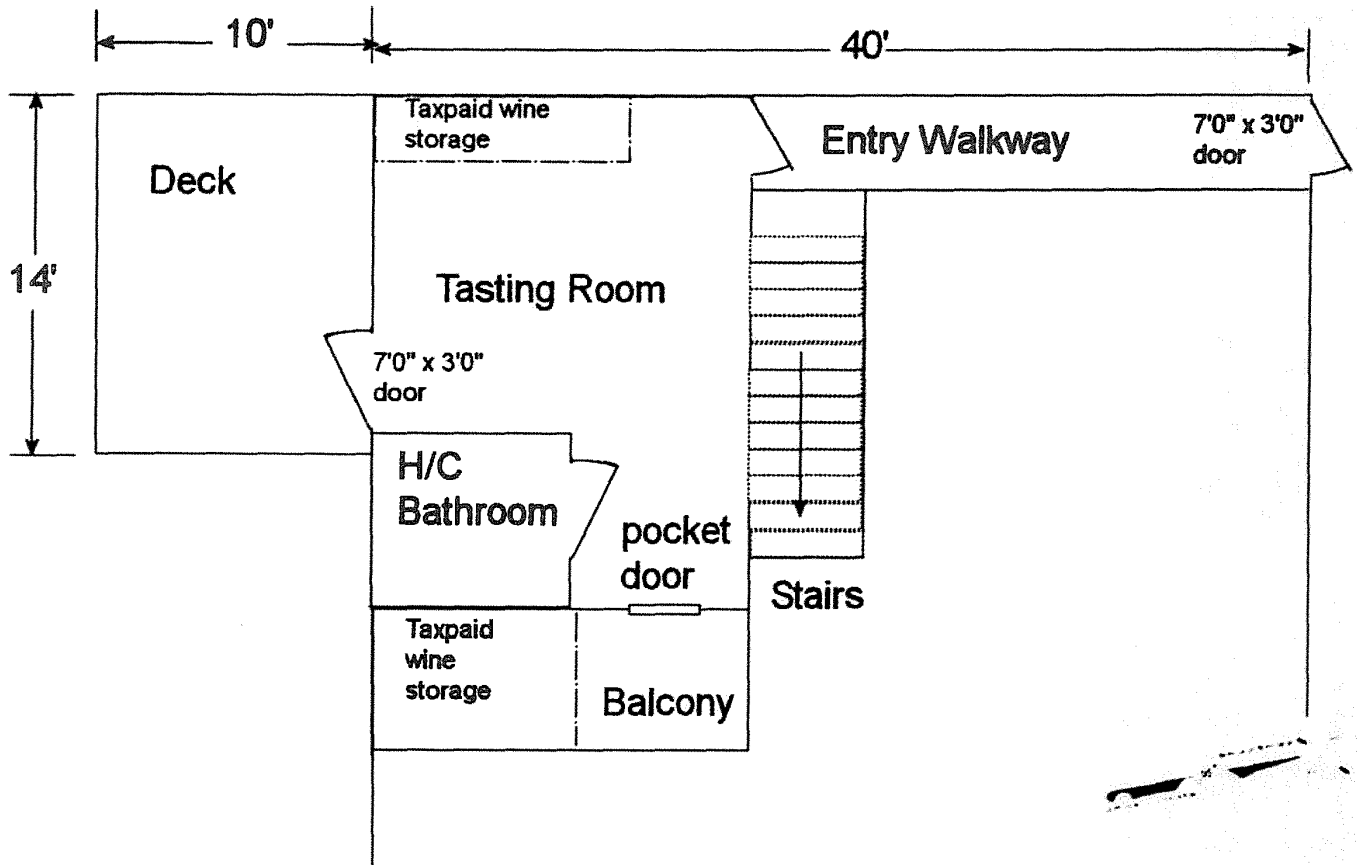 10'
40'
Taxpaid wine
storage
Entry Walkway
7'0" x 3'0"
door
Deck
14'
Tasting Room
7'0" x 3'0"
door
H/C
Bathroom
pocket
door
Stairs
Taxpaid
wine
storage
Balcony